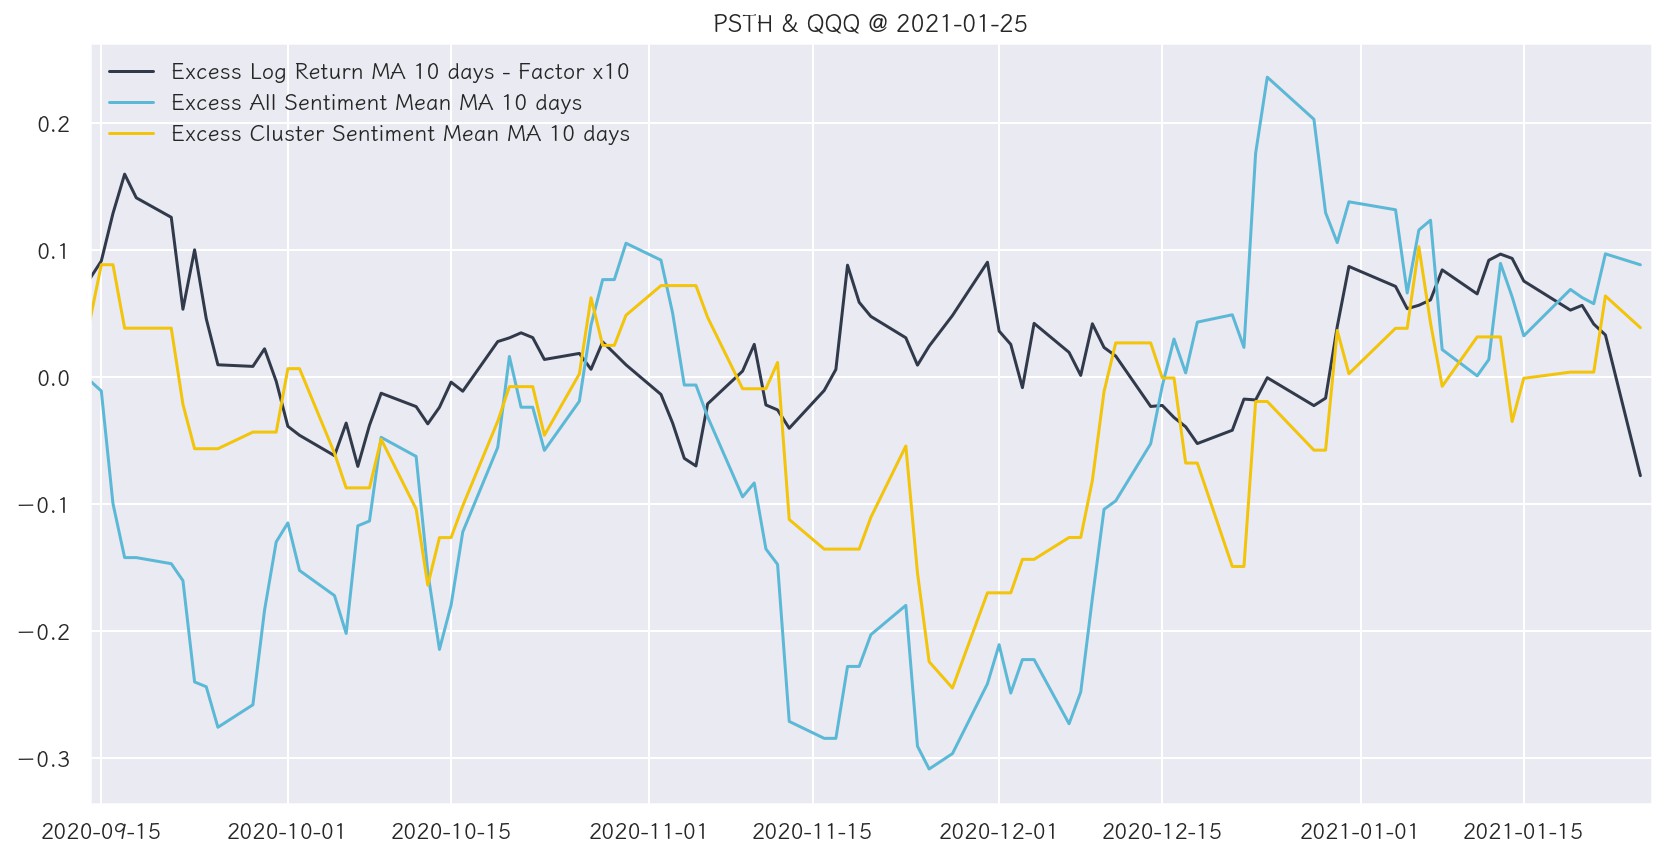 PSTH & QQQ @ 2021-01-25
Excess Log Return MA 10 days - Factor x10
Excess All Sentiment Mean MA 10 days
Excess Cluster Sentiment Mean MA 10 days
0.2
0.1
0.0
−0.1
−0.2
−0.3
2020-09-15 2020-10-01 2020-10-15 2020-11-01 2020-11-15 2020-12-01 2020-12-15 2021-01-01 2021-01-15